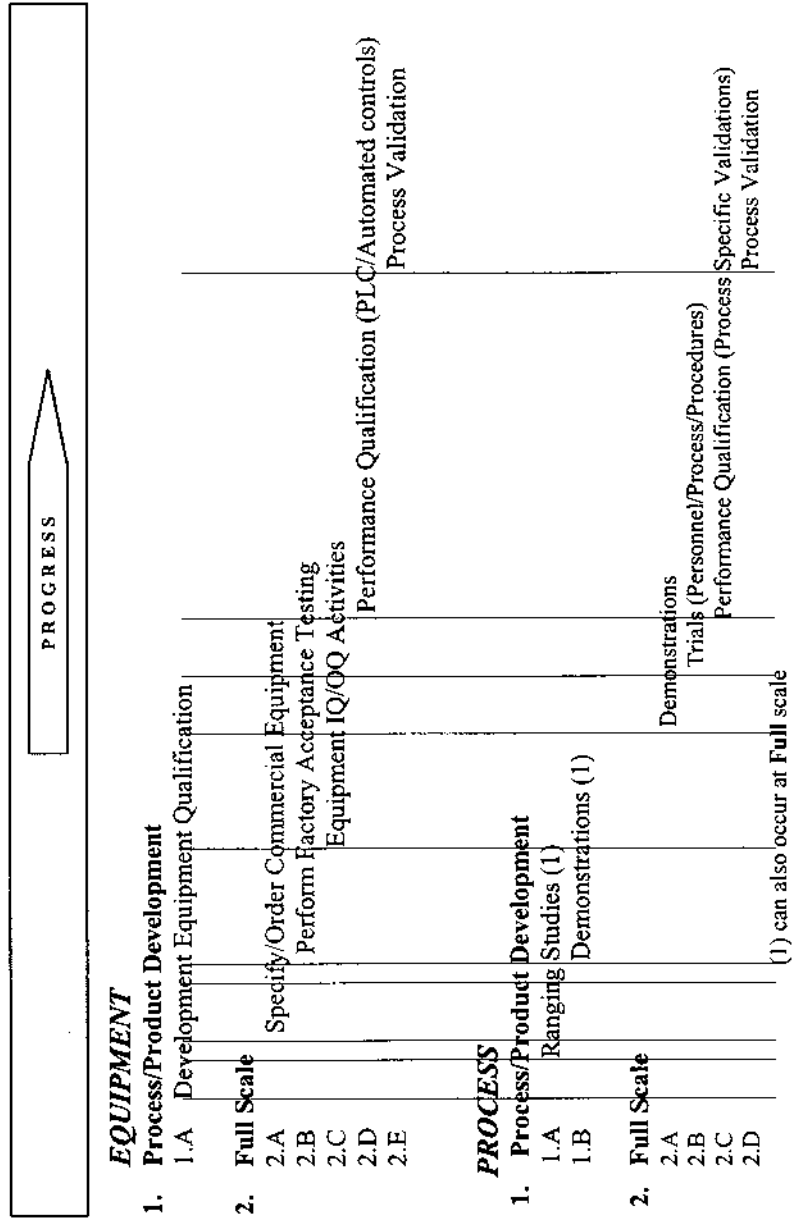 PROGRESS
EQUIPMENT
1. Process/Product Development
1.A Development Equipment Qualification
2. Full Scale
2.A Specify/Order Commercial Equipment
2.B Perform Factory Acceptance Testing
2.C Equipment IQ/OQ Activities
2.D Performance Qualification (PLC/Automated controls)
2.E Process Validation
PROCESS
1. Process/Product Development
1.A Ranging Studies (1)
1.B Demonstrations (1)
2. Full Scale
2.A Demonstrations
2.B Trials (Personnel/Process/Procedures)
2.C Performance Qualification (Process Specific Validations)
2.D Process Validation
(1) can also occur at Full scale